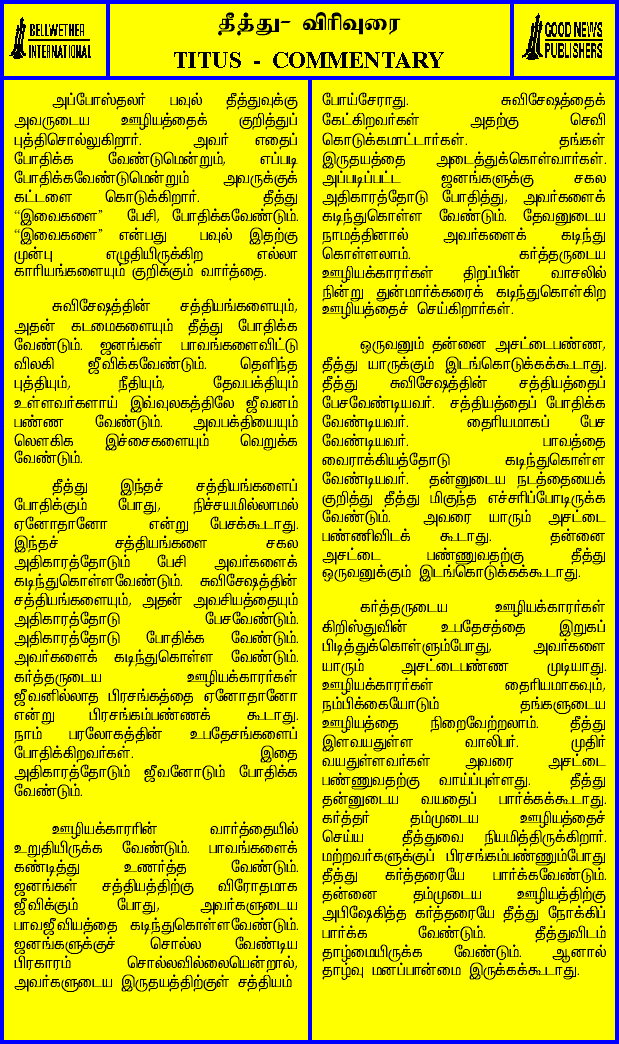 BELLWETHER
INTERNATIONAL
தீத்து- விரிவுரை
TITUS - COMMENTARY
GOOD NEWS
PUBLISHERS
அப்போஸ்தலர் பவுல் தீத்துவுக்கு
அவருடைய ஊழியத்தைக் குறித்துப்
புத்திசொல்லுகிறார். அவர் எதைப்
போதிக்க வேண்டுமென்றும், எப்படி
போதிக்கவேண்டுமென்றும் அவருக்குக்
கட்டளை கொடுக்கிறார். தீத்து
“இவைகளை” பேசி, போதிக்கவேண்டும்.
“இவைகளை” என்பது பவுல் இதற்கு
முன்பு எழுதியிருக்கிற எல்லா
காரியங்களையும் குறிக்கும் வார்த்தை.
சுவிசேஷத்தின் சத்தியங்களையும்,
அதன் கடமைகளையும் தீத்து போதிக்க
வேண்டும். ஜனங்கள் பாவங்களைவிட்டு
விலகி ஜீவிக்கவேண்டும். தெளிந்த
புத்தியும், நீதியும், தேவபக்தியும்
உள்ளவர்களாய் இவ்வுலகத்திலே ஜீவனம்
பண்ண வேண்டும். அவபக்தியையும்
லௌகிக இச்சைகளையும் வெறுக்க
வேண்டும்.
தீத்து இந்தச் சத்தியங்களைப்
போதிக்கும் போது, நிச்சயமில்லாமல்
ஏனோதானோ என்று பேசக்கூடாது.
இந்தச் சத்தியங்களை சகல
அதிகாரத்தோடும் பேசி அவர்களைக்
கடிந்துகொள்ளவேண்டும். சுவிசேஷத்தின்
சத்தியங்களையும், அதன் அவசியத்தையும்
அதிகாரத்தோடு பேசவேண்டும்.
அதிகாரத்தோடு போதிக்க வேண்டும்.
அவர்களைக் கடிந்துகொள்ள வேண்டும்.
கர்த்தருடைய ஊழியக்காரர்கள்
ஜீவனில்லாத பிரசங்கத்தை ஏனோதானோ
என்று பிரசங்கம்பண்ணக் கூடாது.
நாம் பரலோகத்தின் உபதேசங்களைப்
போதிக்கிறவர்கள். இதை
அதிகாரத்தோடும் ஜீவனோடும் போதிக்க
வேண்டும்.
ஊழியக்காரரின் வார்த்தையில்
உறுதியிருக்க வேண்டும். பாவங்களைக்
கண்டித்து உணர்த்த வேண்டும்.
ஜனங்கள் சத்தியத்திற்கு விரோதமாக
ஜீவிக்கும் போது, அவர்களுடைய
பாவஜீவியத்தை கடிந்துகொள்ளவேண்டும்.
ஜனங்களுக்குச் சொல்ல வேண்டிய
பிரகாரம் சொல்லவில்லையென்றால்,
அவர்களுடைய இருதயத்திற்குள் சத்தியம்
போய்சேராது. சுவிசேஷத்தைக்
கேட்கிறவர்கள் அதற்கு செவி
கொடுக்கமாட்டார்கள். தங்கள்
இருதயத்தை அடைத்துக்கொள்வார்கள்.
அப்படிப்பட்ட ஜனங்களுக்கு சகல
அதிகாரத்தோடு போதித்து, அவர்களைக்
கடிந்துகொள்ள வேண்டும். தேவனுடைய
நாமத்தினால் அவர்களைக் கடிந்து
கொள்ளலாம். கர்த்தருடைய
ஊழியக்காரர்கள் திறப்பின் வாசலில்
நின்று துன்மார்க்கரைக் கடிந்துகொள்கிற
ஊழியத்தைச் செய்கிறார்கள்.
ஒருவனும் தன்னை அசட்டைபண்ண,
தீத்து யாருக்கும் இடங்கொடுக்கக்கூடாது.
தீத்து சுவிசேஷத்தின் சத்தியத்தைப்
பேசவேண்டியவர். சத்தியத்தைப் போதிக்க
வேண்டியவர். தைரியமாகப் பேச
வேண்டியவர். பாவத்தை
வைராக்கியத்தோடு கடிந்துகொள்ள
வேண்டியவர். தன்னுடைய நடத்தையைக்
குறித்து தீத்து மிகுந்த எச்சரிப்போடிருக்க
வேண்டும். அவரை யாரும் அசட்டை
பண்ணிவிடக் கூடாது. தன்னை
அசட்டை பண்ணுவதற்கு தீத்து
ஒருவனுக்கும் இடங்கொடுக்கக்கூடாது.
கர்த்தருடைய ஊழியக்காரர்கள்
கிறிஸ்துவின் உபதேசத்தை இறுகப்
பிடித்துக்கொள்ளும்போது, அவர்களை
யாரும் அசட்டைபண்ண முடியாது.
ஊழியக்காரர்கள் தைரியமாகவும்,
நம்பிக்கையோடும் தங்களுடைய
ஊழியத்தை நிறைவேற்றலாம். தீத்து
இளவயதுள்ள வாலிபர். முதிர்
வயதுள்ளவர்கள் அவரை அசட்டை
பண்ணுவதற்கு வாய்ப்புள்ளது. தீத்து
தன்னுடைய வயதைப் பார்க்கக்கூடாது.
கர்த்தர் தம்முடைய ஊழியத்தைச்
செய்ய தீத்துவை நியமித்திருக்கிறார்.
மற்றவர்களுக்குப் பிரசங்கம்பண்ணும்போது
தீத்து கர்த்தரையே பார்க்கவேண்டும்.
தன்னை தம்முடைய ஊழியத்திற்கு
அபிஷேகித்த கர்த்தரையே தீத்து நோக்கிப்
பார்க்க வேண்டும். தீத்துவிடம்
தாழ்மையிருக்க வேண்டும். ஆனால்
தாழ்வு மனப்பான்மை இருக்கக்கூடாது.